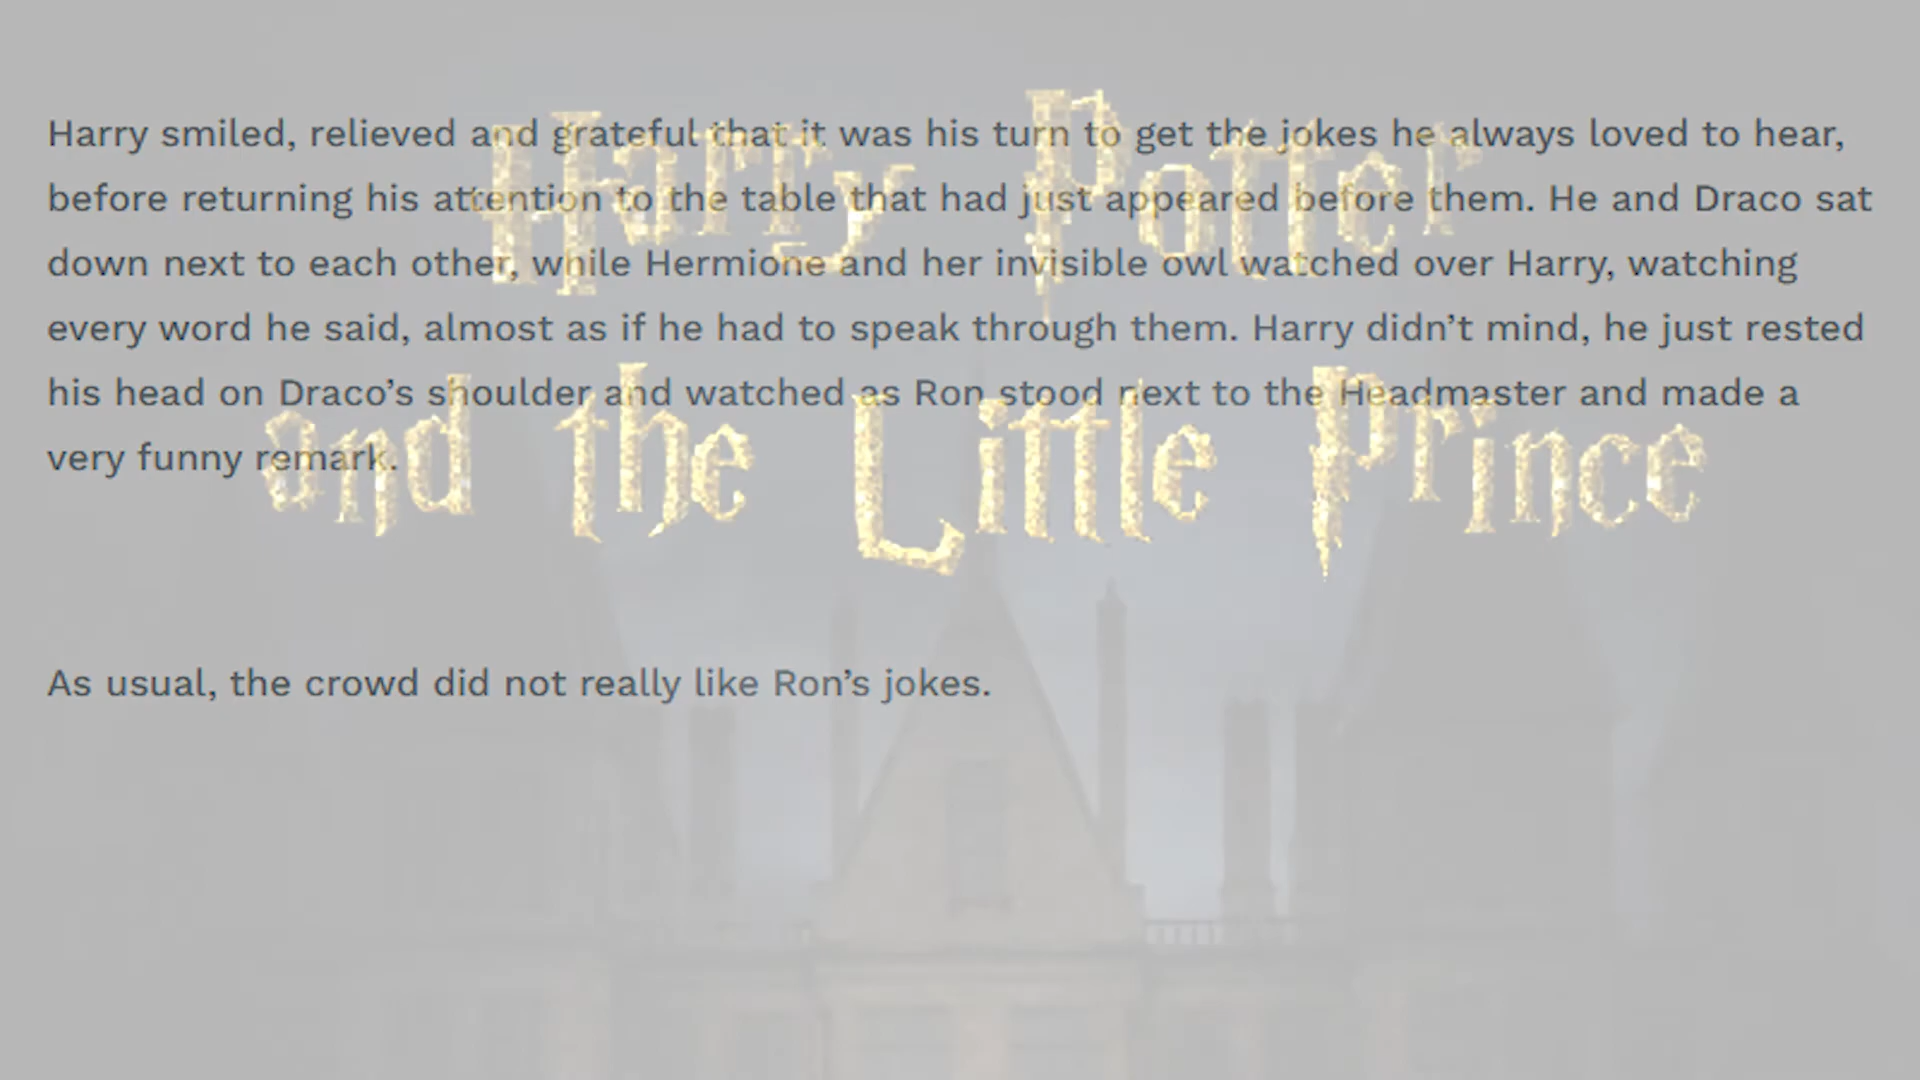 Harry Potter
and the Little Prince
Harry smiled, relieved and grateful that it was his turn to get the jokes he always loved to hear,
before returning his attention to the table that had just appeared before them. He and Draco sat
down next to each other, while Hermione and her invisible owl watched over Harry, watching
every word he said, almost as if he had to speak through them. Harry didn’t mind, he just rested
his head on Draco’s shoulder and watched as Ron stood next to the Headmaster and made a
very funny remark.
As usual, the crowd did not really like Ron’s jokes.